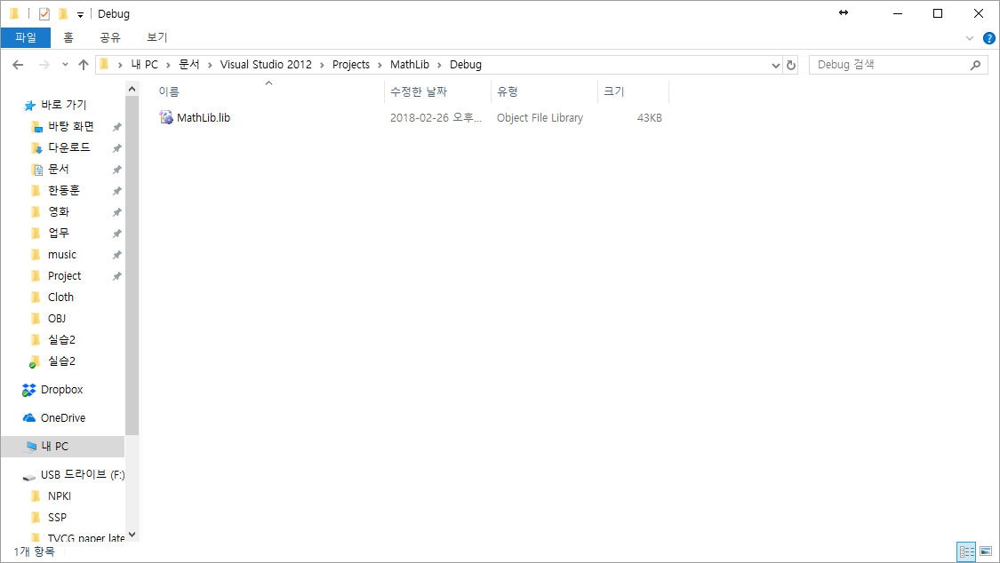 Debug
파일 홈 공유 보기
내 PC 문서 Visual Studio 2012 Projects MathLib Debug Debug 검색
이름 수정한 날짜 유형 크기
MathLib.lib 2018-02-26 오후... Object File Library 43KB
바로 가기
바탕 화면
다운로드
문서
한동훈
영화
업무
music
Project
Cloth
OBJ
실습2
실습2
Dropbox
OneDrive
내 PC
USB 드라이브 (F:)
NPKI
SSP
TVCG paper late
1개 항목